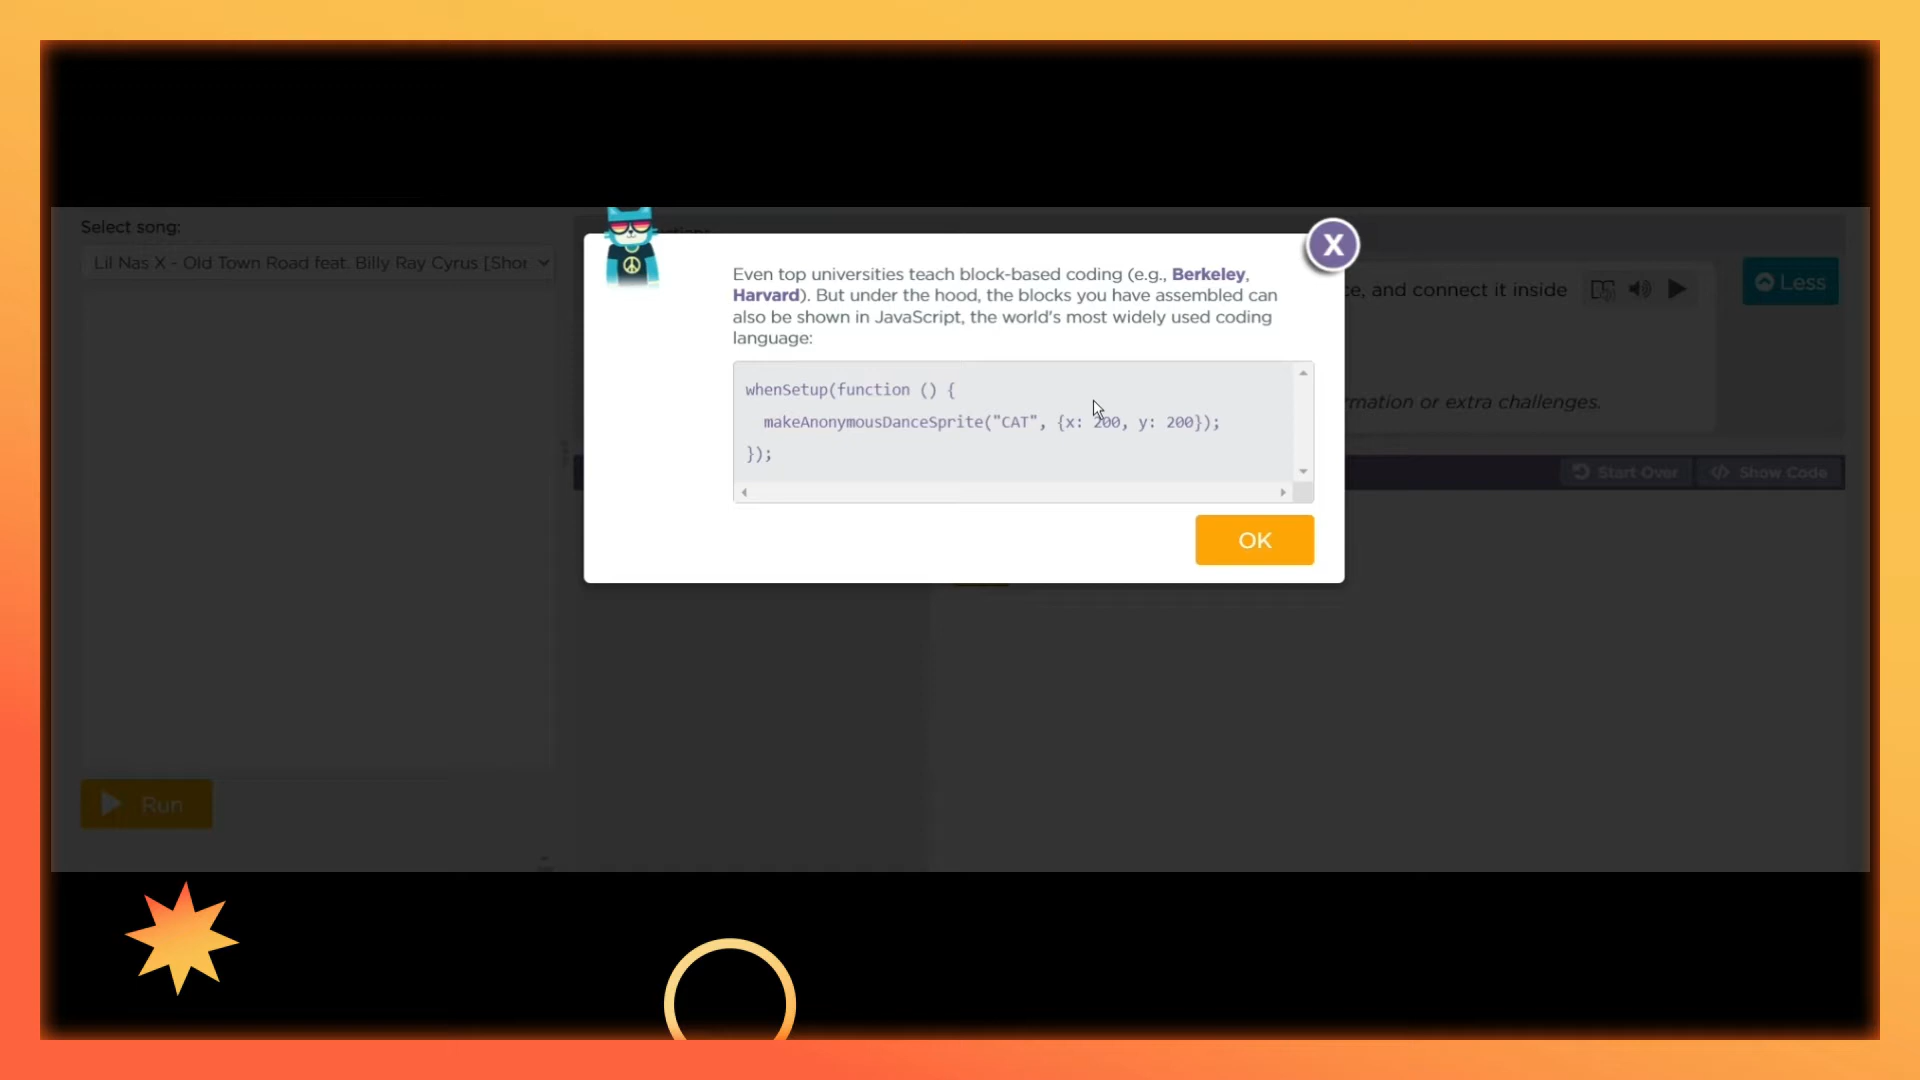 Select song:
Lil Nas X - Old Town Road feat. Billy Ray Cyrus [Shor
X
Even top universities teach block-based coding (e.g., Berkeley,
Harvard). But under the hood, the blocks you have assembled can
also be shown in JavaScript, the world's most widely used coding
language:
whenSetup(function () {
makeAnonymousDanceSprite("CAT", {x: 200, y: 200});
});
OK
and connect it inside
Less
or extra challenges.
Start Over
Show Code
Run